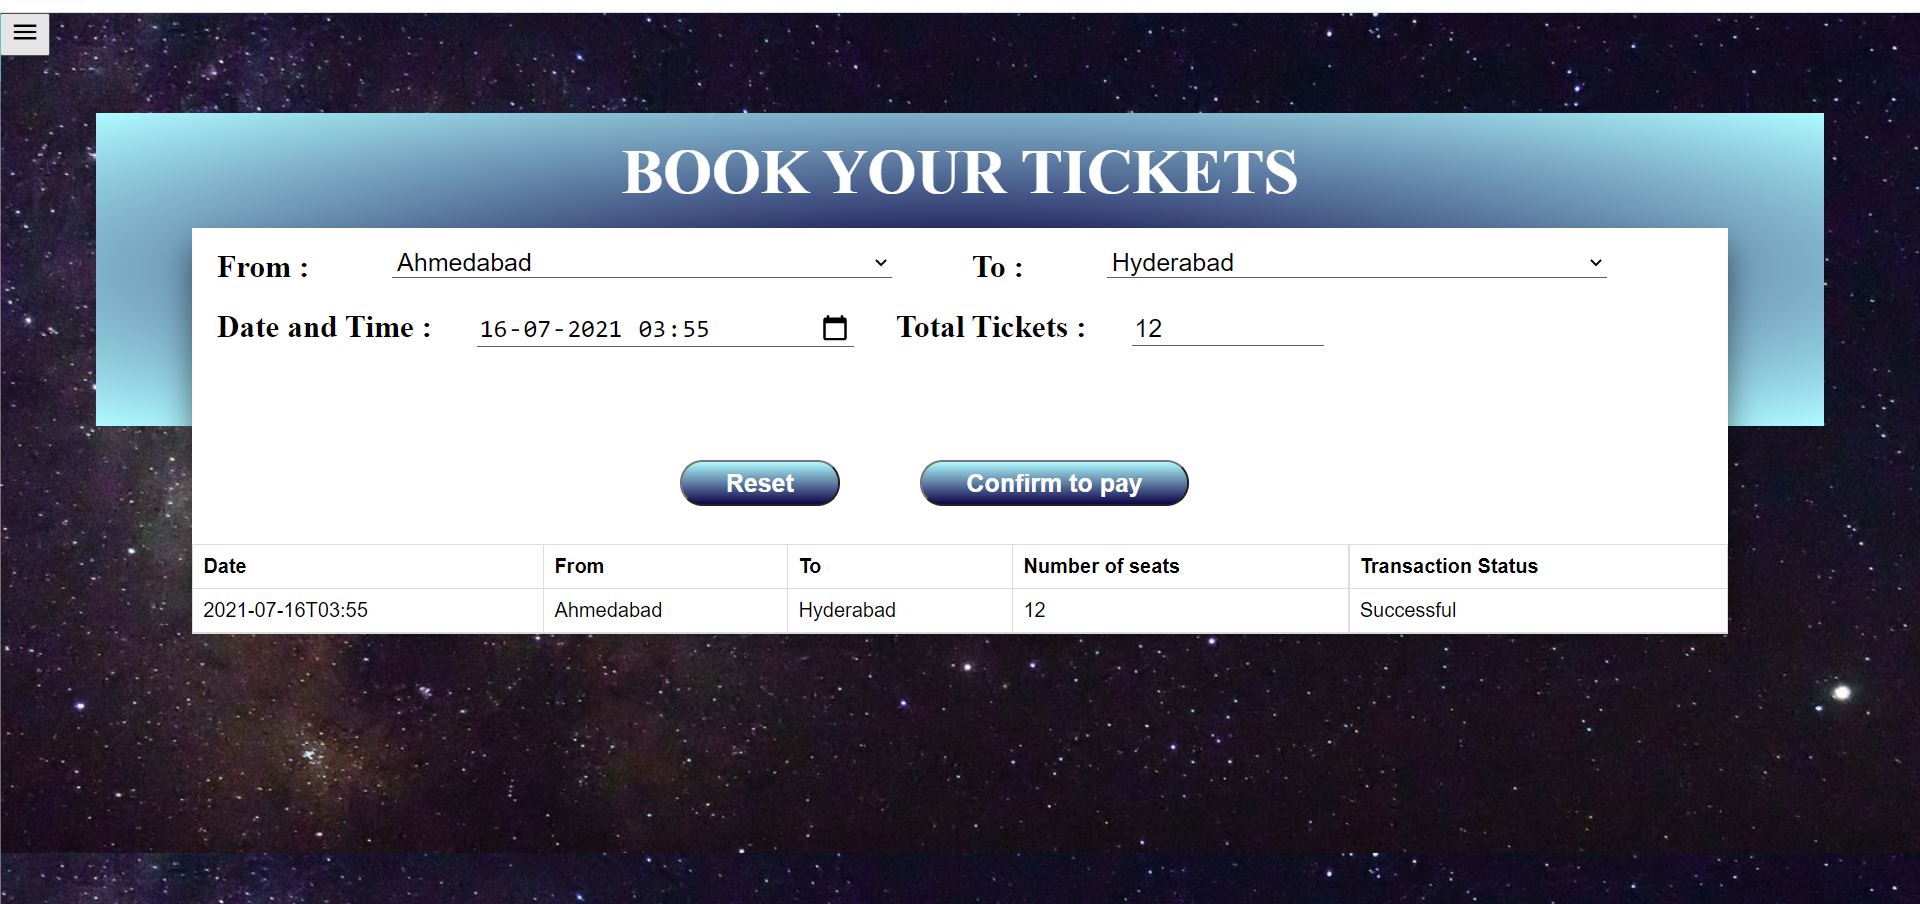 BOOK YOUR TICKETS
From : Ahmedabad To : Hyderabad
Date and Time : 16-07-2021 03:55 Total Tickets : 12
Reset Confirm to pay
Date From To Number of seats Transaction Status
2021-07-16T03:55 Ahmedabad Hyderabad 12 Successful